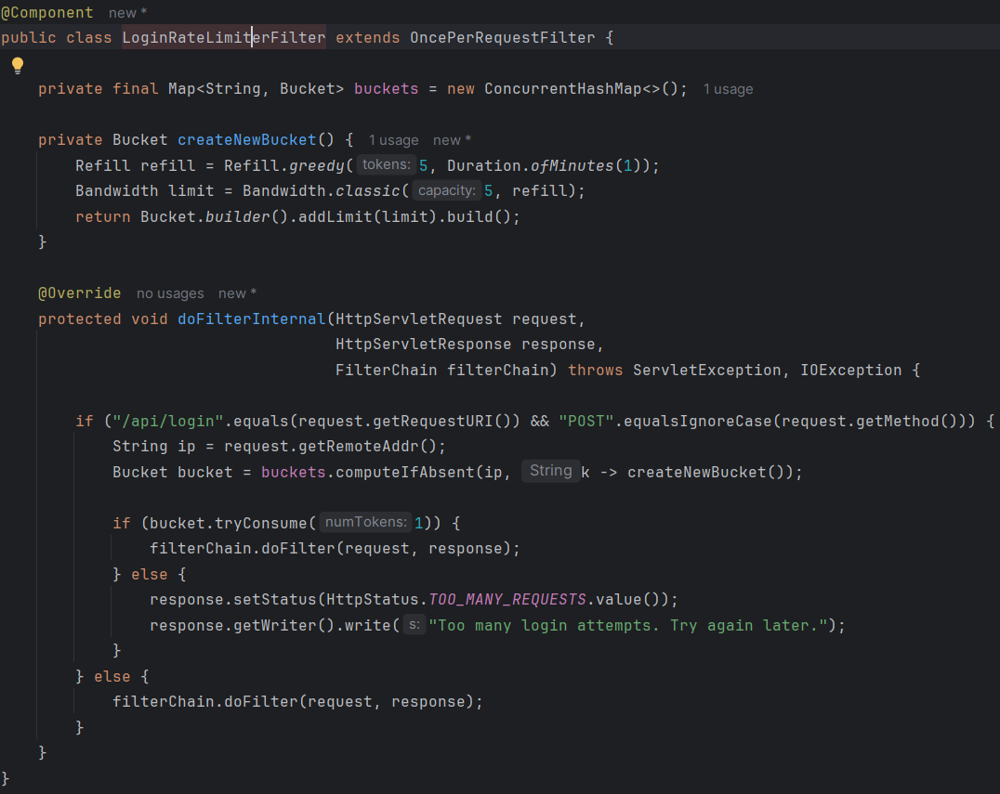 @Component new *
public class LoginRateLimiterFilter extends OncePerRequestFilter {
private final Map<String, Bucket> buckets = new ConcurrentHashMap<>(); 1 usage
private Bucket createNewBucket() { 1 usage new *
Refill refill = Refill.greedy( tokens: 5, Duration.ofMinutes(1));
Bandwidth limit = Bandwidth.classic( capacity: 5, refill);
return Bucket.builder().addLimit(limit).build();
}
@Override no usages new *
protected void doFilterInternal(HttpServletRequest request,
HttpServletResponse response,
FilterChain filterChain) throws ServletException, IOException {
if ("/api/login".equals(request.getRequestURI()) && "POST".equalsIgnoreCase(request.getMethod())) {
String ip = request.getRemoteAddr();
Bucket bucket = buckets.computeIfAbsent(ip, String k -> createNewBucket());
if (bucket.tryConsume( numTokens: 1)) {
filterChain.doFilter(request, response);
} else {
response.setStatus(HttpStatus.TOO_MANY_REQUESTS.value());
response.getWriter().write( s: "Too many login attempts. Try again later.");
}
} else {
filterChain.doFilter(request, response);
}
}
}